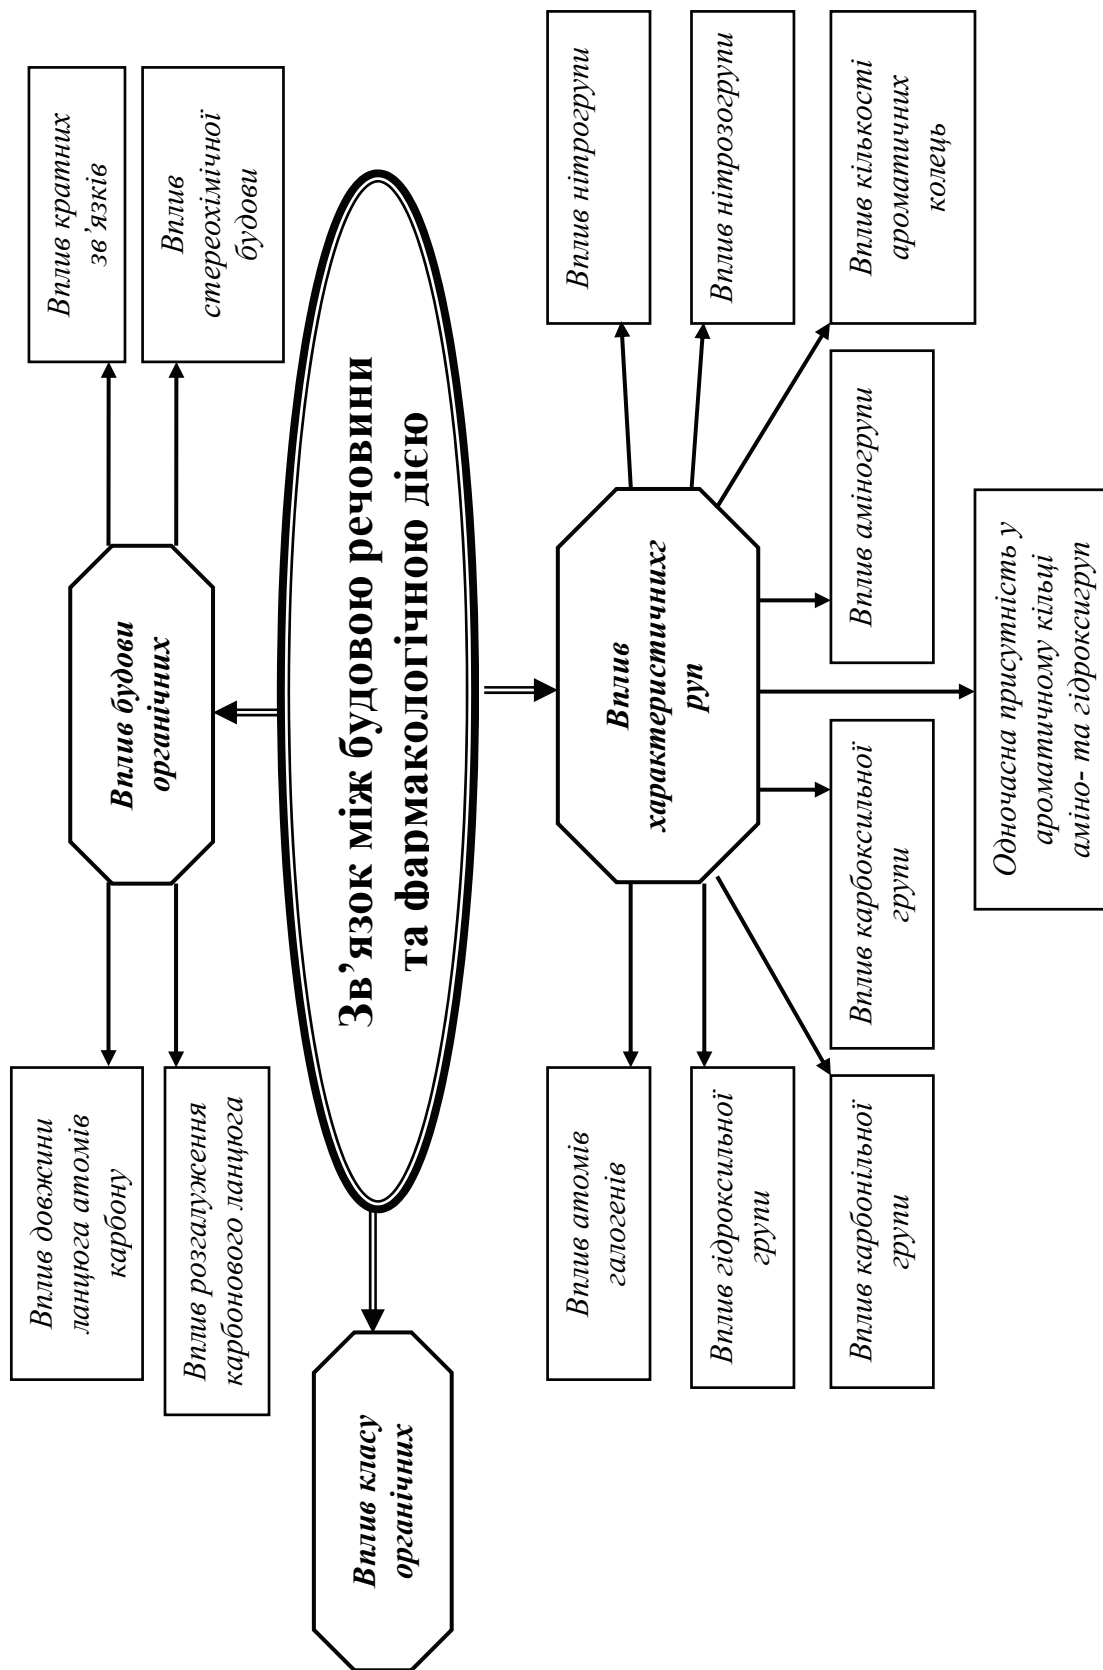 Вплив довжини
ланцюга атомів
карбону
Вплив розгалуження
карбонового ланцюга
Вплив будови
органічних
Вплив кратних
зв’язків
Вплив
стереохімічної
будови
Зв’язок між будовою речовини
та фармакологічною дією
Вплив класу
органічних
Вплив
характеристичнихг
руп
Вплив атомів
галогенів
Вплив гідроксильної
групи
Вплив карбонільної
групи
Вплив карбоксильної
групи
Одночасна присутність у
ароматичному кільці
аміно- та гідроксигруп
Вплив аміногрупи
Вплив нітрогрупи
Вплив нітрозогрупи
Вплив кількості
ароматичних
колець